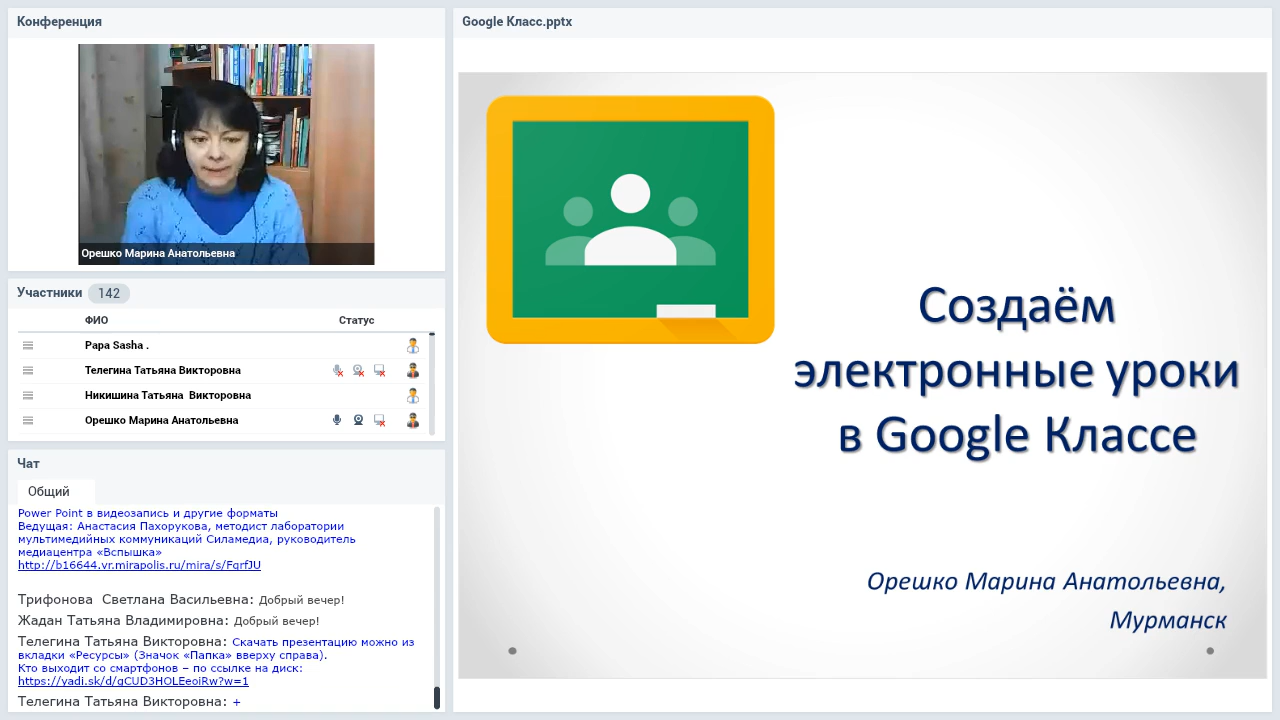 Конференция
Орешко Марина Анатольевна
Участники 142
ФИО Статус
Papa Sasha .
Телегина Татьяна Викторовна
Никишина Татьяна Викторовна
Орешко Марина Анатольевна
Чат
Общий
Power Point в видеозапись и другие форматы
Ведущая: Анастасия Пахорукова, методист лаборатории
мультимедийных коммуникаций Силамедиа, руководитель
медиацентра «Вспышка»
http://b16644.vr.mirapolis.ru/mira/s/FqrfJU
Трифонова Светлана Васильевна: Добрый вечер!
Жадан Татьяна Владимировна: Добрый вечер!
Телегина Татьяна Викторовна: Скачать презентацию можно из
вкладки «Ресурсы» (Значок «Папка» вверху справа).
Кто выходит со смартфонов – по ссылке на диск:
https://yadi.sk/d/gCUD3HOLEeoiRw?w=1
Телегина Татьяна Викторовна: +
Google Класс.pptx
Создаём
электронные уроки
в Google Классе
Орешко Марина Анатольевна,
Мурманск